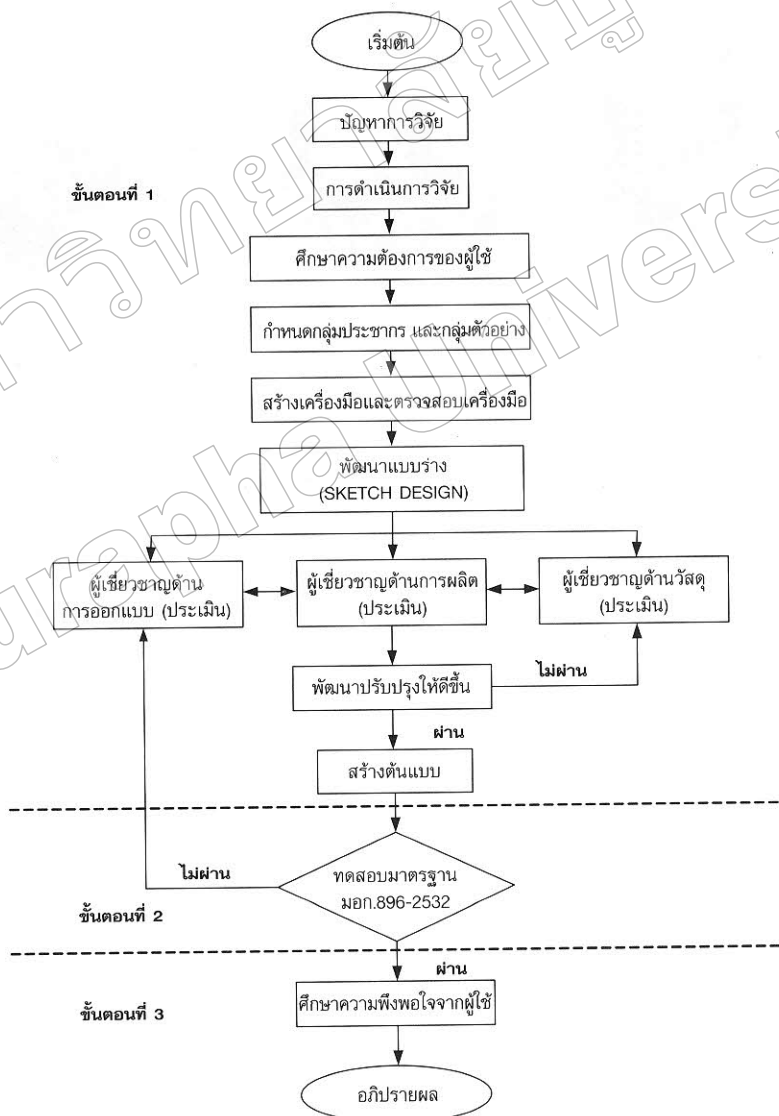 เริ่มต้น
ปัญหาการวิจัย
ขั้นตอนที่ 1
การดำเนินการวิจัย
ศึกษาความต้องการของผู้ใช้
กำหนดกลุ่มประชากร และกลุ่มตัวอย่าง
สร้างเครื่องมือและตรวจสอบเครื่องมือ
พัฒนาแบบร่าง
(SKETCH DESIGN)
ผู้เชี่ยวชาญด้าน
การออกแบบ (ประเมิน)
ผู้เชี่ยวชาญด้านการผลิต
(ประเมิน)
ผู้เชี่ยวชาญด้านวัสดุ
(ประเมิน)
พัฒนาปรับปรุงให้ดีขึ้น
ไม่ผ่าน
ผ่าน
สร้างต้นแบบ
ไม่ผ่าน
ทดสอบมาตรฐาน
มอก.896-2532
ขั้นตอนที่ 2
ผ่าน
ศึกษาความพึงพอใจจากผู้ใช้
ขั้นตอนที่ 3
อภิปรายผล